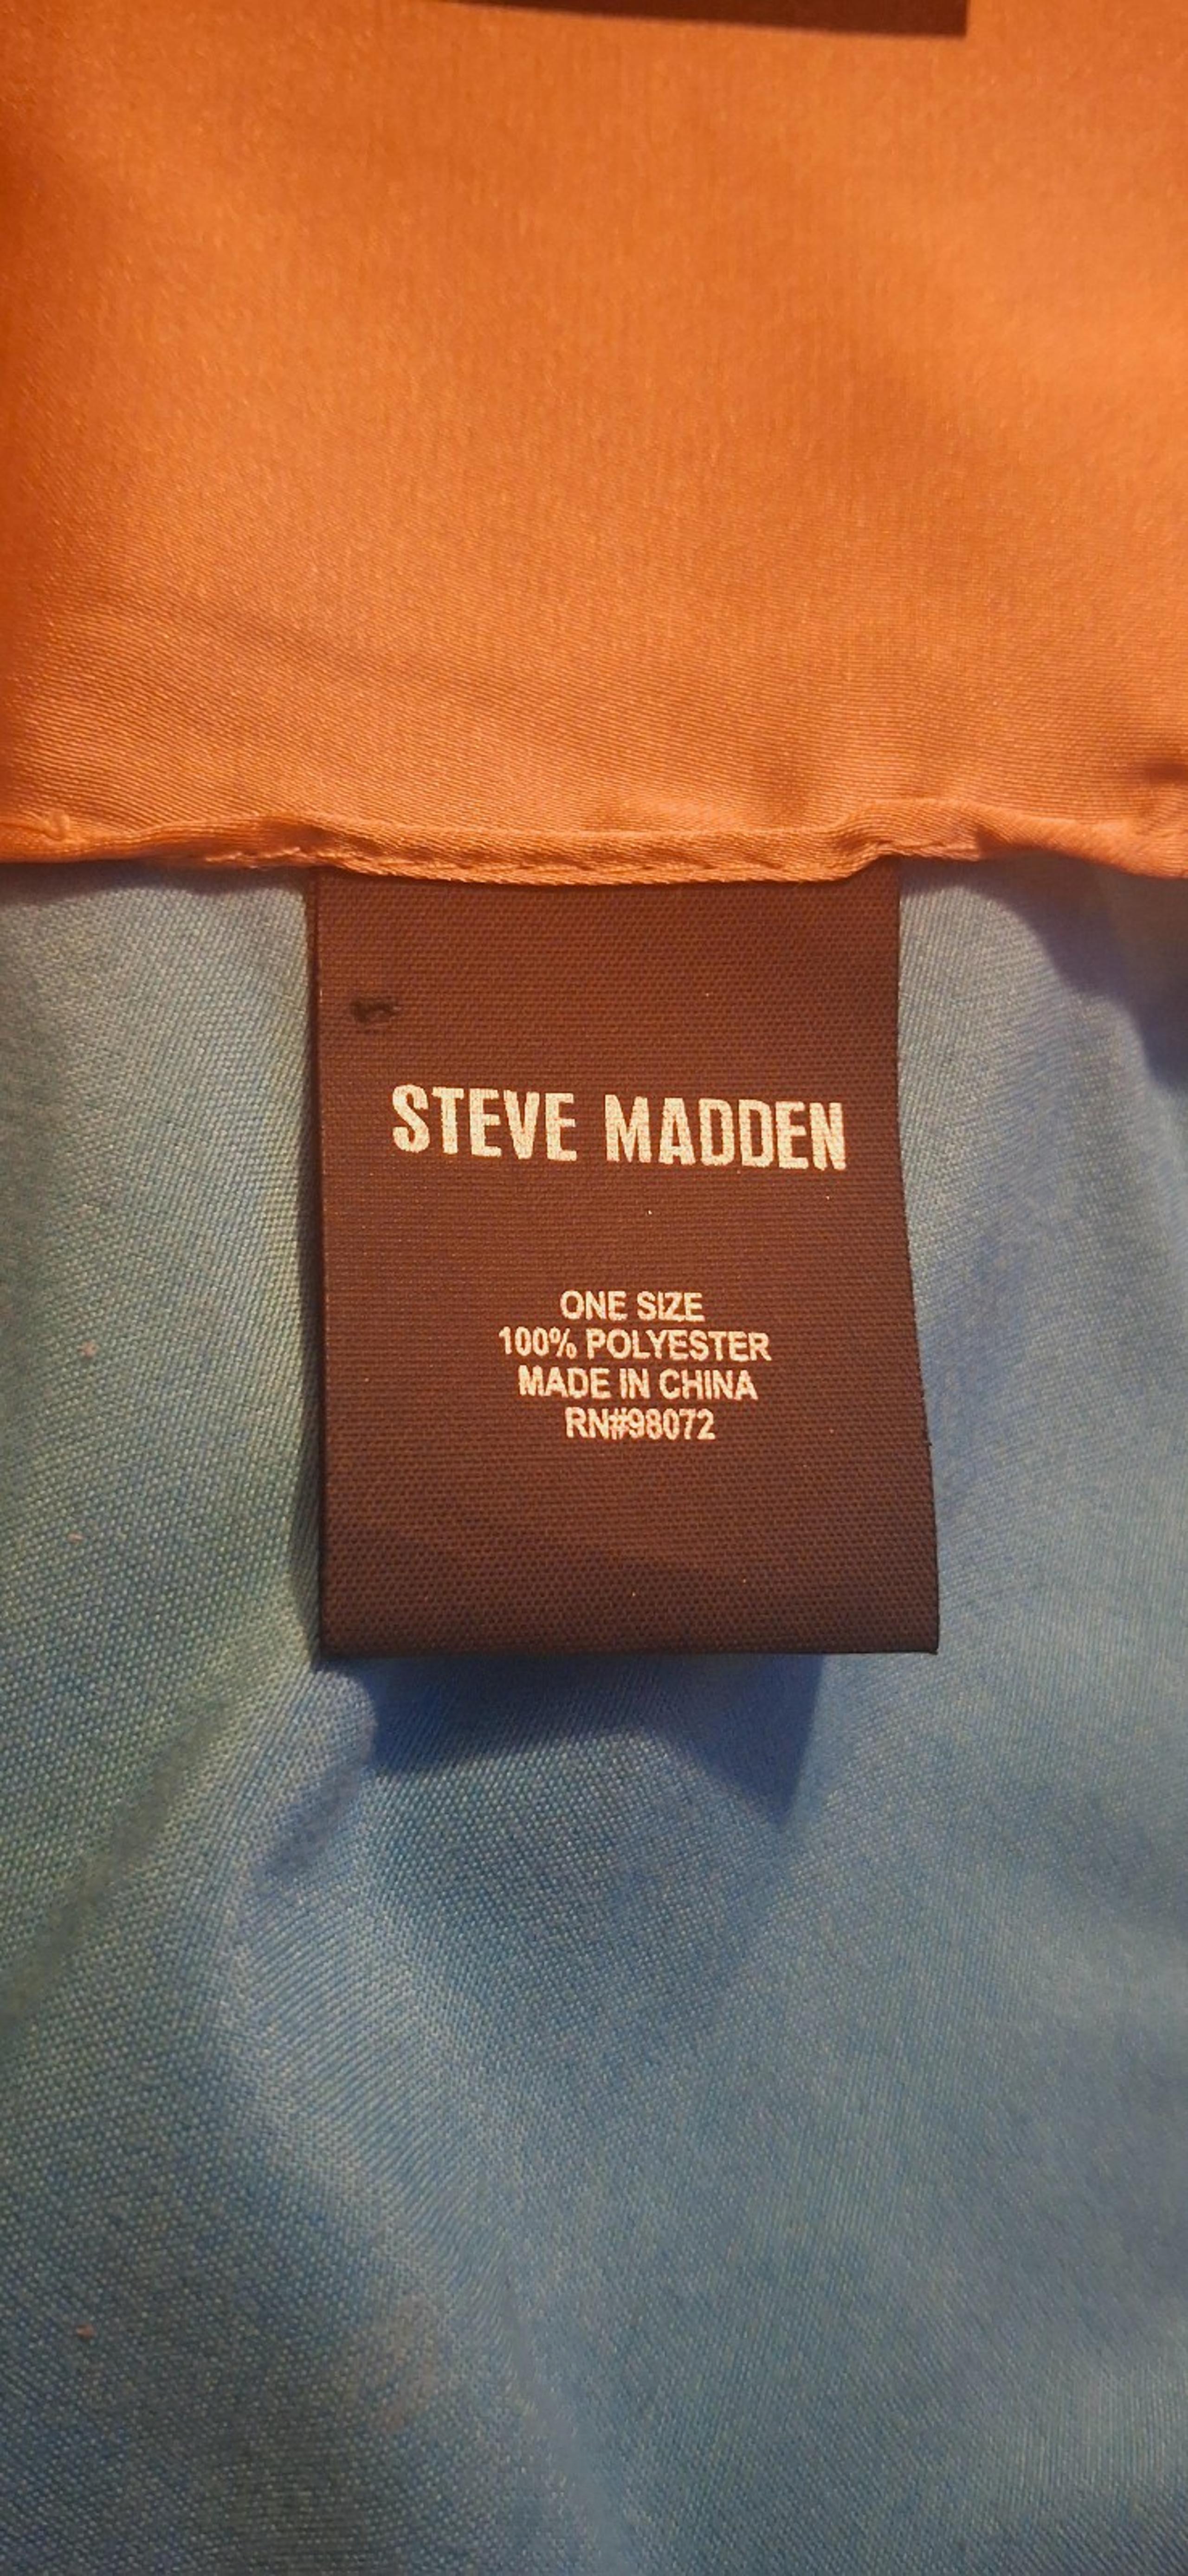 STEVE MADDEN
ONE SIZE
100% POLYESTER
MADE IN CHINA
RN#98072